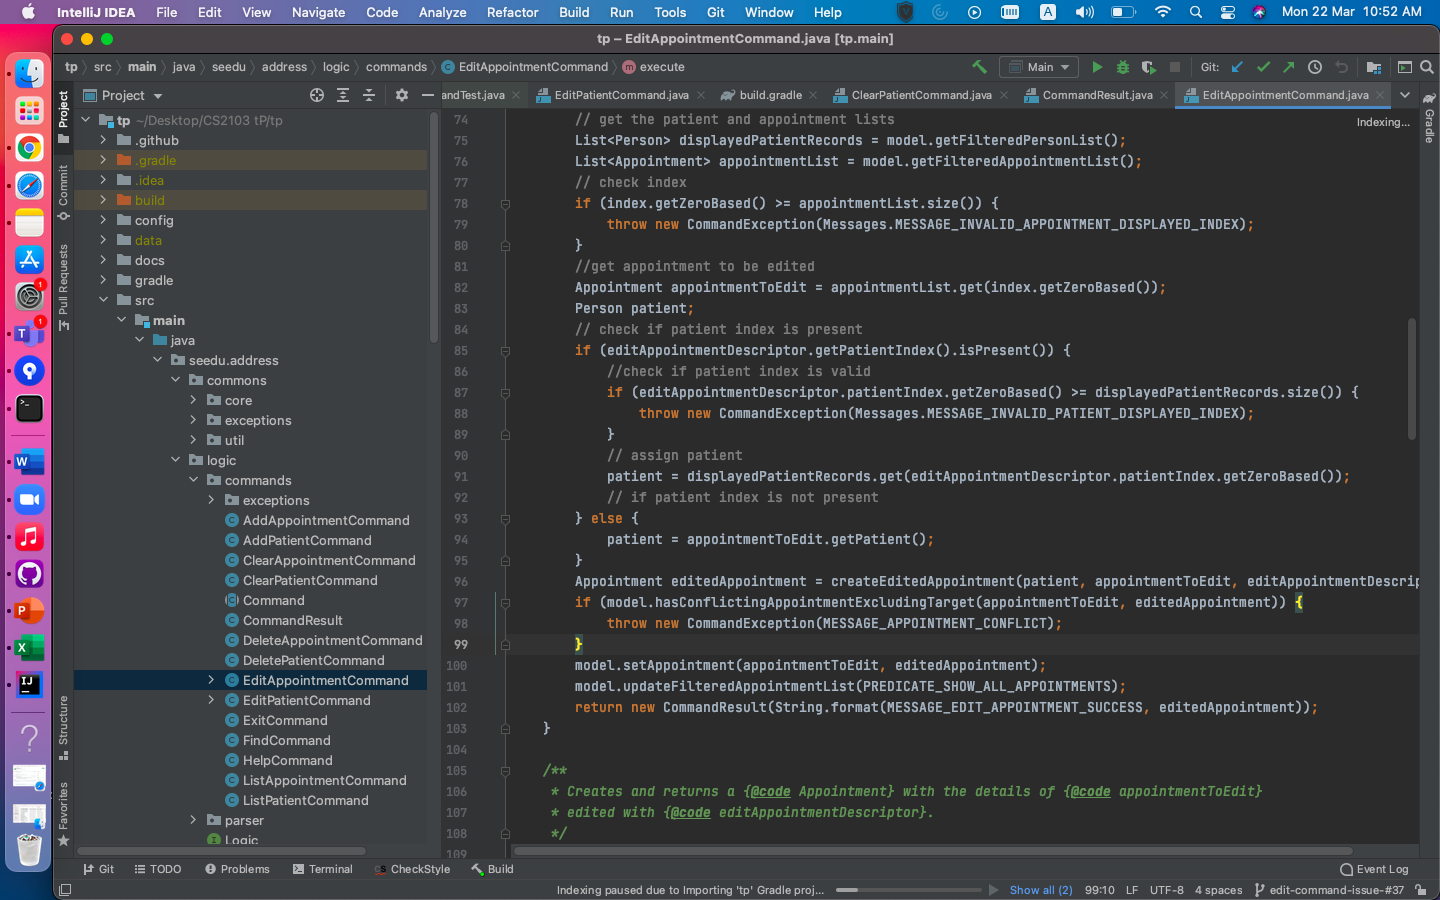 IntelliJ IDEA File Edit View Navigate Code Analyze Refactor Build Run Tools Git Window Help A Mon 22 Mar 10:52 AM
tp – EditAppointmentCommand.java [tp.main]
tp src main java seedu address logic commands C EditAppointmentCommand m execute Main Git:
Project andTest.java EditPatientCommand.java build.gradle ClearPatientCommand.java CommandResult.java EditAppointmentCommand.java
Indexing...
Project
Commit
Pull Requests
Structure
Favorites
Gradle
tp ~/Desktop/CS2103 tP/tp
.github
.gradle
.idea
build
config
data
docs
gradle
src
main
java
seedu.address
commons
core
exceptions
util
logic
commands
exceptions
AddAppointmentCommand
AddPatientCommand
ClearAppointmentCommand
ClearPatientCommand
Command
CommandResult
DeleteAppointmentCommand
DeletePatientCommand
EditAppointmentCommand
EditPatientCommand
ExitCommand
FindCommand
HelpCommand
ListAppointmentCommand
ListPatientCommand
parser
Logic
74 // get the patient and appointment lists
75 List<Person> displayedPatientRecords = model.getFilteredPersonList();
76 List<Appointment> appointmentList = model.getFilteredAppointmentList();
77 // check index
78 if (index.getZeroBased() >= appointmentList.size()) {
79 throw new CommandException(Messages.MESSAGE_INVALID_APPOINTMENT_DISPLAYED_INDEX);
80 }
81 //get appointment to be edited
82 Appointment appointmentToEdit = appointmentList.get(index.getZeroBased());
83 Person patient;
84 // check if patient index is present
85 if (editAppointmentDescriptor.getPatientIndex().isPresent()) {
86 //check if patient index is valid
87 if (editAppointmentDescriptor.patientIndex.getZeroBased() >= displayedPatientRecords.size()) {
88 throw new CommandException(Messages.MESSAGE_INVALID_PATIENT_DISPLAYED_INDEX);
89 }
90 // assign patient
91 patient = displayedPatientRecords.get(editAppointmentDescriptor.patientIndex.getZeroBased());
92 // if patient index is not present
93 } else {
94 patient = appointmentToEdit.getPatient();
95 }
96 Appointment editedAppointment = createEditedAppointment(patient, appointmentToEdit, editAppointmentDescrip
97 if (model.hasConflictingAppointmentExcludingTarget(appointmentToEdit, editedAppointment)) {
98 throw new CommandException(MESSAGE_APPOINTMENT_CONFLICT);
99 }
100 model.setAppointment(appointmentToEdit, editedAppointment);
101 model.updateFilteredAppointmentList(PREDICATE_SHOW_ALL_APPOINTMENTS);
102 return new CommandResult(String.format(MESSAGE_EDIT_APPOINTMENT_SUCCESS, editedAppointment));
103 }
104
105 /**
106 * Creates and returns a {@code Appointment} with the details of {@code appointmentToEdit}
107 * edited with {@code editAppointmentDescriptor}.
108 */
109
Git TODO Problems Terminal CheckStyle Build Event Log
Indexing paused due to Importing 'tp' Gradle proj... Show all (2) 99:10 LF UTF-8 4 spaces edit-command-issue-#37